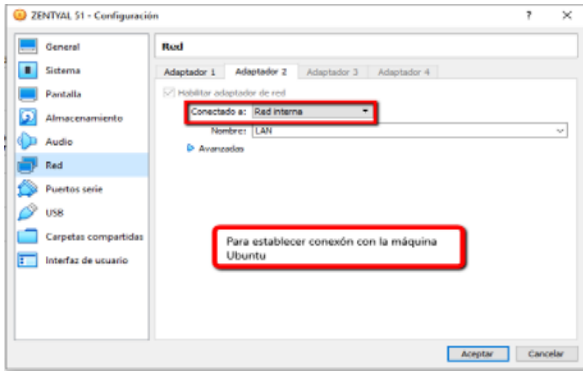 ZENTYAL S1 - Configuración
? ×
General
Sistema
Pantalla
Almacenamiento
Audio
Red
Puertos serie
USB
Carpetas compartidas
Interfaz de usuario
Red
Adaptador 1 Adaptador 2 Adaptador 3 Adaptador 4
Habilitar adaptador de red
Conectado a: Red interna
Nombre: LAN
Avanzadas
Para establecer conexón con la máquina
Ubuntu
Aceptar Cancelar